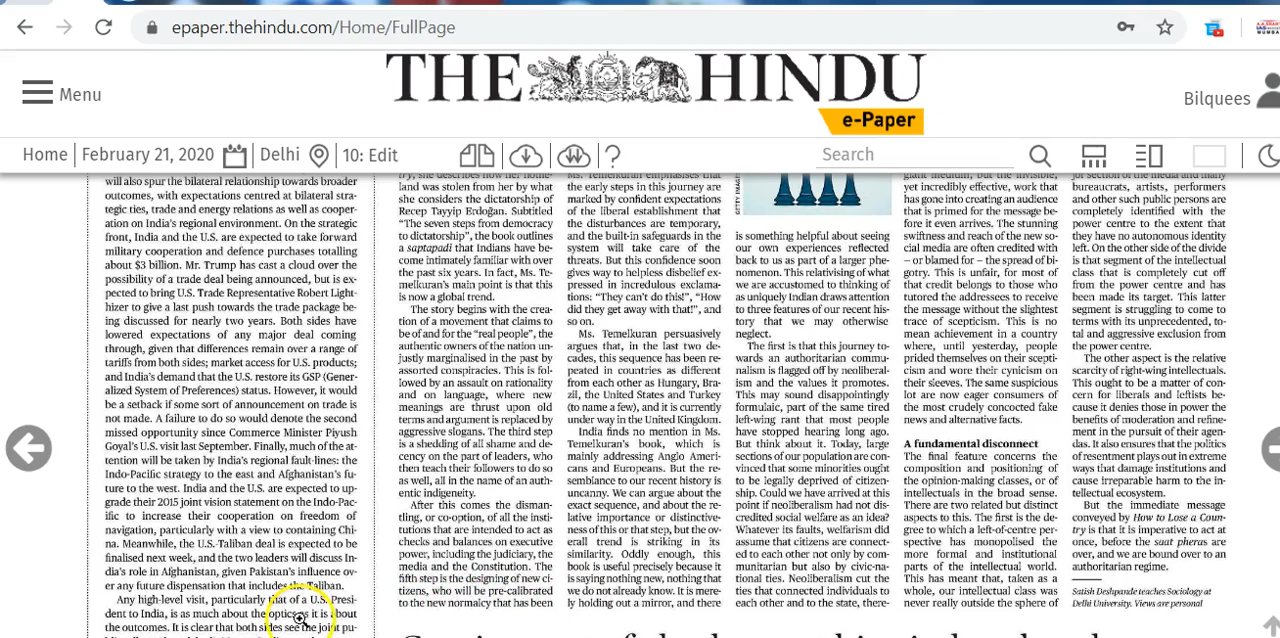 epaper.thehindu.com/Home/FullPage
Menu
THE HINDU
e-Paper
Bilquees
Home
February 21, 2020
Delhi
10: Edit
Search
will also spur the bilateral relationship towards broader
outcomes, with expectations centred at bilateral stra-
tegic ties, trade and energy relations as well as cooper-
ation on India's regional environment. On the strategic
front, India and the U.S. are expected to take forward
military cooperation and defence purchases totalling
about $3 billion. Mr. Trump has cast a cloud over the
possibility of a trade deal being announced, but is ex-
pected to bring U.S. Trade Representative Robert Light-
hizer to give a last push towards the trade package be-
ing discussed for nearly two years. Both sides have
lowered expectations of any major deal coming
through, given that differences remain over a range of
tariffs from both sides; market access for U.S. products;
and India's demand that the U.S. restore its GSP (Gener-
alized System of Preferences) status. However, it would
be a setback if some sort of announcement on trade is
not made. A failure to do so would denote the second
missed opportunity since Commerce Minister Piyush
Goyal's U.S. visit last September. Finally, much of the at-
tention will be taken by India's regional fault-lines: the
Indo-Pacific strategy to the east and Afghanistan's fu-
ture to the west. India and the U.S. are expected to up-
grade their 2015 joint vision statement on the Indo-Pac-
ific to increase their cooperation on freedom of
navigation, particularly with a view to containing Chi-
na. Meanwhile, the U.S.-Taliban deal is expected to be
finalised next week, and the two leaders will discuss In-
dia's role in Afghanistan, given Pakistan's influence ov-
er any future dispensation that includes the Taliban.
Any high-level visit, particularly that of a U.S. Presi-
dent to India, is as much about the optics as it is about
the outcomes. It is clear that both sides see the joint pu-
try, she describes how her home-
land was stolen from her by what
she considers the dictatorship of
Recep Tayyip Erdoğan. Subtitled
"The seven steps from democracy
to dictatorship", the book outlines
a saptapadi that Indians have be-
come intimately familiar with over
the past six years. In fact, Ms. Te-
melkuran's main point is that this
is now a global trend.
The story begins with the crea-
tion of a movement that claims to
be of and for the "real people", the
authentic owners of the nation un-
justly marginalised in the past by
assorted conspiracies. This is fol-
lowed by an assault on rationality
and on language, where new
meanings are thrust upon old
terms and argument is replaced by
aggressive slogans. The third step
is a shedding of all shame and de-
cency on the part of leaders, who
then teach their followers to do so
as well, all in the name of an auth-
entic indigeneity.
After this comes the disman-
tling, or co-option, of all the insti-
tutions that are intended to act as
checks and balances on executive
power, including the judiciary, the
media and the Constitution. The
fifth step is the designing of new ci-
tizens, who will be pre-calibrated
to the new normalcy that has been
Ms. Temelkuran emphasises that
the early steps in this journey are
marked by confident expectations
of the liberal establishment that
the disturbances are temporary,
and the built-in safeguards in the
system will take care of the
threats. But this confidence soon
gives way to helpless disbelief ex-
pressed in incredulous exclama-
tions: "They can't do this!", "How
did they get away with that!", and
so on.
Ms. Temelkuran persuasively
argues that, in the last two de-
cades, this sequence has been re-
peated in countries as different
from each other as Hungary, Bra-
zil, the United States and Turkey
(to name a few), and it is currently
under way in the United Kingdom.
India finds no mention in Ms.
Temelkuran's book, which is
mainly addressing Anglo Ameri-
cans and Europeans. But the re-
semblance to our recent history is
uncanny. We can argue about the
exact sequence, and about the re-
lative importance or distinctive-
ness of this or that step, but the ov-
erall trend is striking in its
similarity. Oddly enough, this
book is useful precisely because it
is saying nothing new, nothing that
we do not already know. It is mere-
ly holding out a mirror, and there
GETTY IMAGE
is something helpful about seeing
our own experiences reflected
back to us as part of a larger phe-
nomenon. This relativising of what
we are accustomed to thinking of
as uniquely Indian draws attention
to three features of our recent his-
tory that we may otherwise
neglect.
The first is that this journey to-
wards an authoritarian commu-
nalism is flagged off by neoliberal-
ism and the values it promotes.
This may sound disappointingly
formulaic, part of the same tired
left-wing rant that most people
have stopped hearing long ago.
But think about it. Today, large
sections of our population are con-
vinced that some minorities ought
to be legally deprived of citizen-
ship. Could we have arrived at this
point if neoliberalism had not dis-
credited social welfare as an idea?
Whatever its faults, welfarism did
assume that citizens are connect-
ed to each other not only by com-
munitarian but also by civic-na-
tional ties. Neoliberalism cut the
ties that connected individuals to
each other and to the state, there-
giant medium, but the invisible,
yet incredibly effective, work that
has gone into creating an audience
that is primed for the message be-
fore it even arrives. The stunning
swiftness and reach of the new so-
cial media are often credited with
– or blamed for – the spread of bi-
gotry. This is unfair, for most of
that credit belongs to those who
tutored the addressees to receive
the message without the slightest
trace of scepticism. This is no
mean achievement in a country
where, until yesterday, people
prided themselves on their scepti-
cism and wore their cynicism on
their sleeves. The same suspicious
lot are now eager consumers of
the most crudely concocted fake
news and alternative facts.
A fundamental disconnect
The final feature concerns the
composition and positioning of
the opinion-making classes, or of
intellectuals in the broad sense.
There are two related but distinct
aspects to this. The first is the de-
gree to which a left-of-centre per-
spective has monopolised the
more formal and institutional
parts of the intellectual world.
This has meant that, taken as a
whole, our intellectual class was
never really outside the sphere of
jor section of the media and many
bureaucrats, artists, performers
and other such public persons are
completely identified with the
power centre to the extent that
they have no autonomous identity
left. On the other side of the divide
is that segment of the intellectual
class that is completely cut off
from the power centre and has
been made its target. This latter
segment is struggling to come to
terms with its unprecedented, to-
tal and aggressive exclusion from
the power centre.
The other aspect is the relative
scarcity of right-wing intellectuals.
This ought to be a matter of con-
cern for liberals and leftists be-
cause it denies those in power the
benefits of moderation and refine-
ment in the pursuit of their agen-
das. It also ensures that the politics
of resentment plays out in extreme
ways that damage institutions and
cause irreparable harm to the in-
tellectual ecosystem.
But the immediate message
conveyed by How to Lose a Coun-
try is that it is imperative to act at
once, before the saat pheras are
over, and we are bound over to an
authoritarian regime.
Satish Deshpande teaches Sociology at
Delhi University. Views are personal